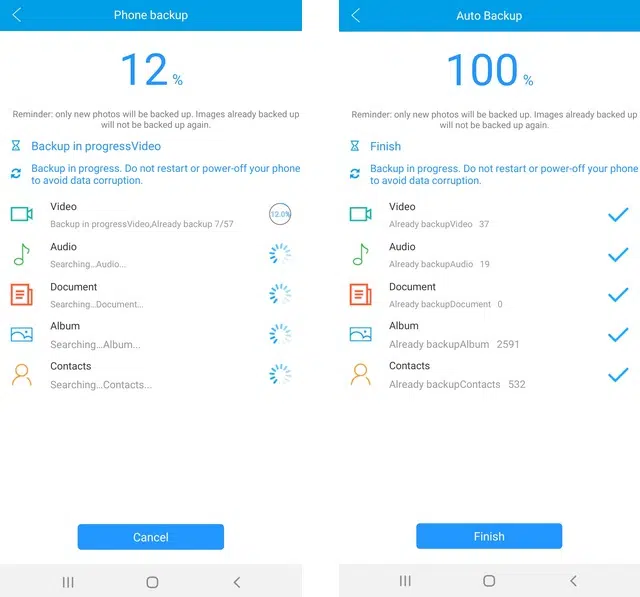 Phone backup
12 %
Reminder: only new photos will be backed up. Images already backed up
will not be backed up again.
Backup in progressVideo
Backup in progress. Do not restart or power-off your phone
to avoid data corruption.
Video
Backup in progressVideo,Already backup 7/57
12.0%
Audio
Searching...Audio...
Document
Searching...Document...
Album
Searching...Album...
Contacts
Searching...Contacts...
Cancel
Auto Backup
100 %
Reminder: only new photos will be backed up. Images already backed up
will not be backed up again.
Finish
Backup in progress. Do not restart or power-off your phone
to avoid data corruption.
Video
Already backupVideo 37
Audio
Already backupAudio 19
Document
Already backupDocument 0
Album
Already backupAlbum 2591
Contacts
Already backupContacts 532
Finish